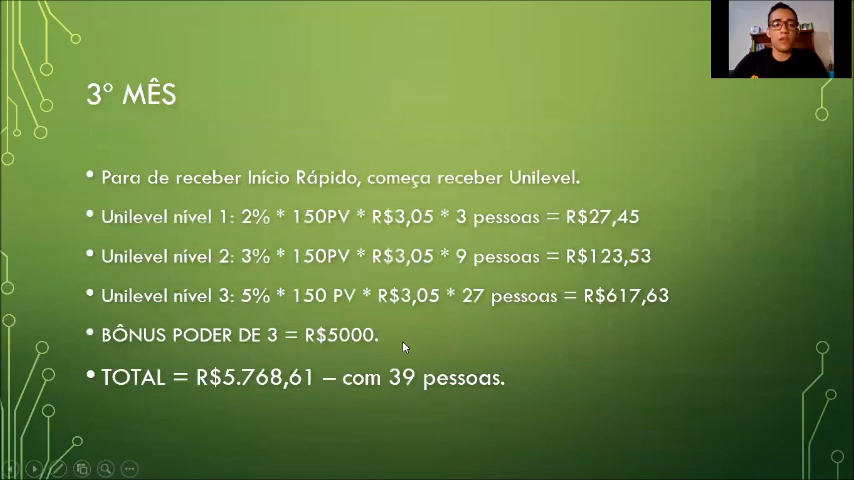 3º MÊS
• Para de receber Início Rápido, começa receber Unilevel.
• Unilevel nível 1: 2% * 150PV * R$3,05 * 3 pessoas = R$27,45
• Unilevel nível 2: 3% * 150PV * R$3,05 * 9 pessoas = R$123,53
• Unilevel nível 3: 5% * 150 PV * R$3,05 * 27 pessoas = R$617,63
• BÔNUS PODER DE 3 = R$5000.
• TOTAL = R$5.768,61 – com 39 pessoas.